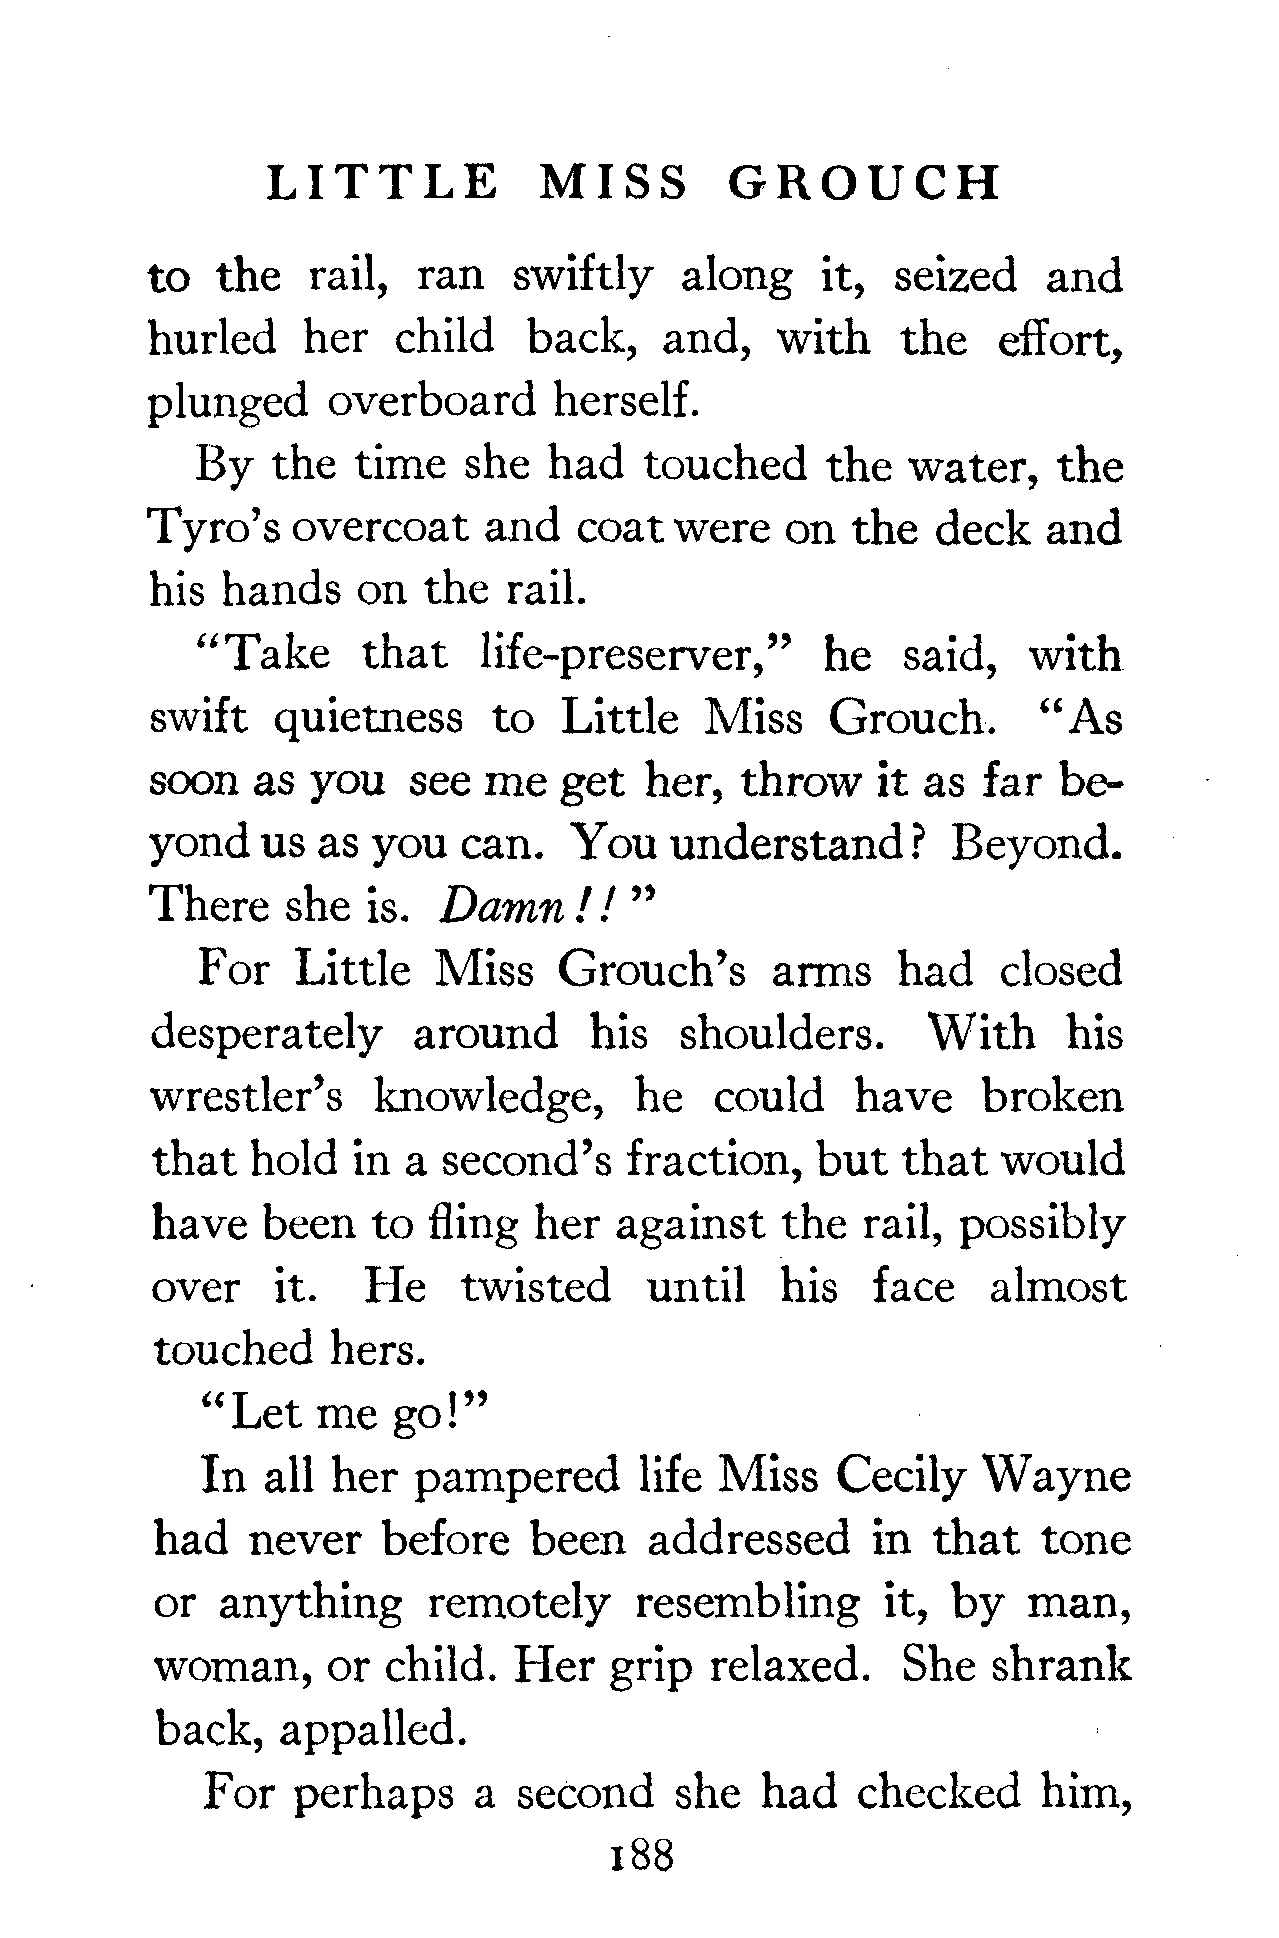 LITTLE MISS GROUCH
to the rail, ran swiftly along it, seized and
hurled her child back, and, with the effort,
plunged overboard herself.
By the time she had touched the water, the
Tyro's overcoat and coat were on the deck and
his hands on the rail.
"Take that life-preserver," he said, with
swift quietness to Little Miss Grouch. "As
soon as you see me get her, throw it as far be-
yond us as you can. You understand? Beyond.
There she is. Damn!!"
For Little Miss Grouch's arms had closed
desperately around his shoulders. With his
wrestler's knowledge, he could have broken
that hold in a second's fraction, but that would
have been to fling her against the rail, possibly
over it. He twisted until his face almost
touched hers.
"Let me go!"
In all her pampered life Miss Cecily Wayne
had never before been addressed in that tone
or anything remotely resembling it, by man,
woman, or child. Her grip relaxed. She shrank
back, appalled.
For perhaps a second she had checked him,
188